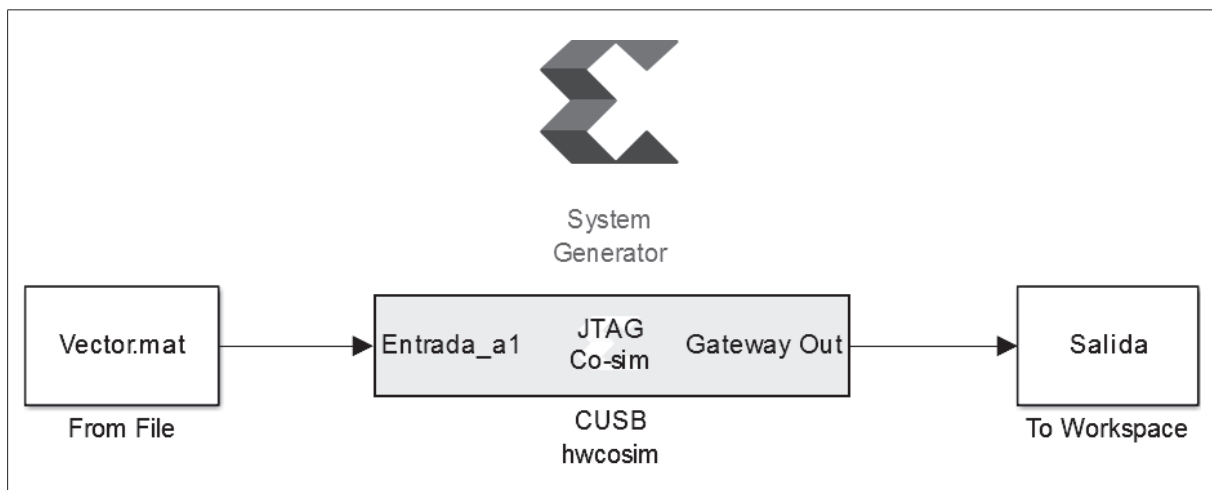 System
Generator
Vector.mat
From File
Entrada_a1
JTAG
Co-sim
Gateway Out
CUSB
hwcosim
Salida
To Workspace